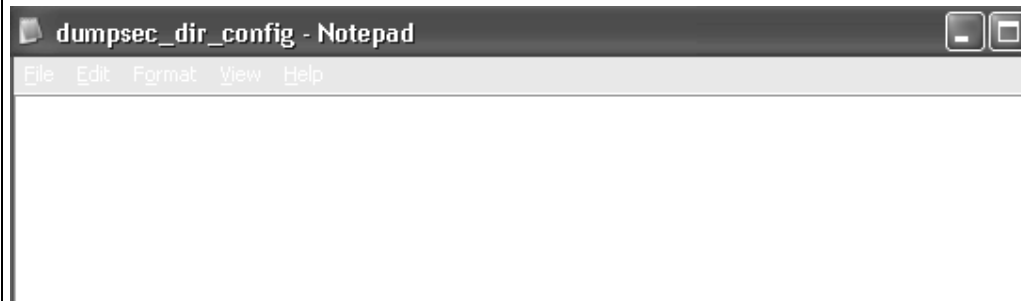 dumpsec_dir_config - Notepad
File Edit Format View Help